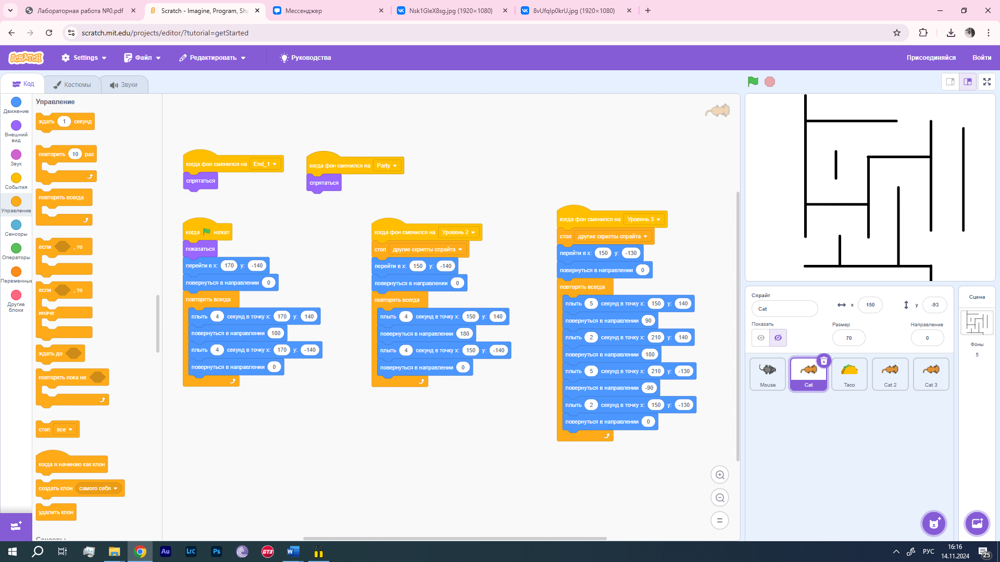 Лабораторная работа №0.pdf
Scratch - Imagine, Program, Sha
Мессенджер
Nsk1GleX8sg.jpg (1920×1080)
8vUfqIp0krU.jpg (1920×1080)
scratch.mit.edu/projects/editor/?tutorial=getStarted
SCRATCH
Settings
Файл
Редактировать
Руководства
Присоединяйся
Войти
Код
Костюмы
Звуки
Движение
Внешний
вид
Звук
События
Управление
Сенсоры
Операторы
Переменные
Другие
блоки
Управление
ждать 1 секунд
повторить 10 раз
повторять всегда
если , то
если , то
иначе
ждать до
повторять пока не
стоп все
когда я начинаю как клон
создать клон самого себя
удалить клон
Сенсоры
когда фон сменился на End_1
спрятаться
когда фон сменился на Party
спрятаться
когда нажат
показаться
перейти в x: 170 y: -140
повернуться в направлении 0
повторять всегда
плыть 4 секунд в точку x: 170 y: 140
повернуться в направлении 180
плыть 4 секунд в точку x: 170 y: -140
повернуться в направлении 0
когда фон сменился на Уровень 2
стоп другие скрипты спрайта
перейти в x: 150 y: -140
повернуться в направлении 0
повторять всегда
плыть 4 секунд в точку x: 150 y: 140
повернуться в направлении 180
плыть 4 секунд в точку x: 150 y: -140
повернуться в направлении 0
когда фон сменился на Уровень 3
стоп другие скрипты спрайта
перейти в x: 150 y: -130
повернуться в направлении 0
повторять всегда
плыть 5 секунд в точку x: 150 y: 140
повернуться в направлении 90
плыть 2 секунд в точку x: 210 y: 140
повернуться в направлении 180
плыть 5 секунд в точку x: 210 y: -130
повернуться в направлении -90
плыть 2 секунд в точку x: 150 y: -130
повернуться в направлении 0
Спрайт
Cat
x 150
y -93
Показать
Размер
70
Направление
0
Mouse
Cat
Taco
Cat 2
Cat 3
Сцена
Фоны
5
Au
Lrc
Ps
GT3
W
РУС
16:16
14.11.2024
25